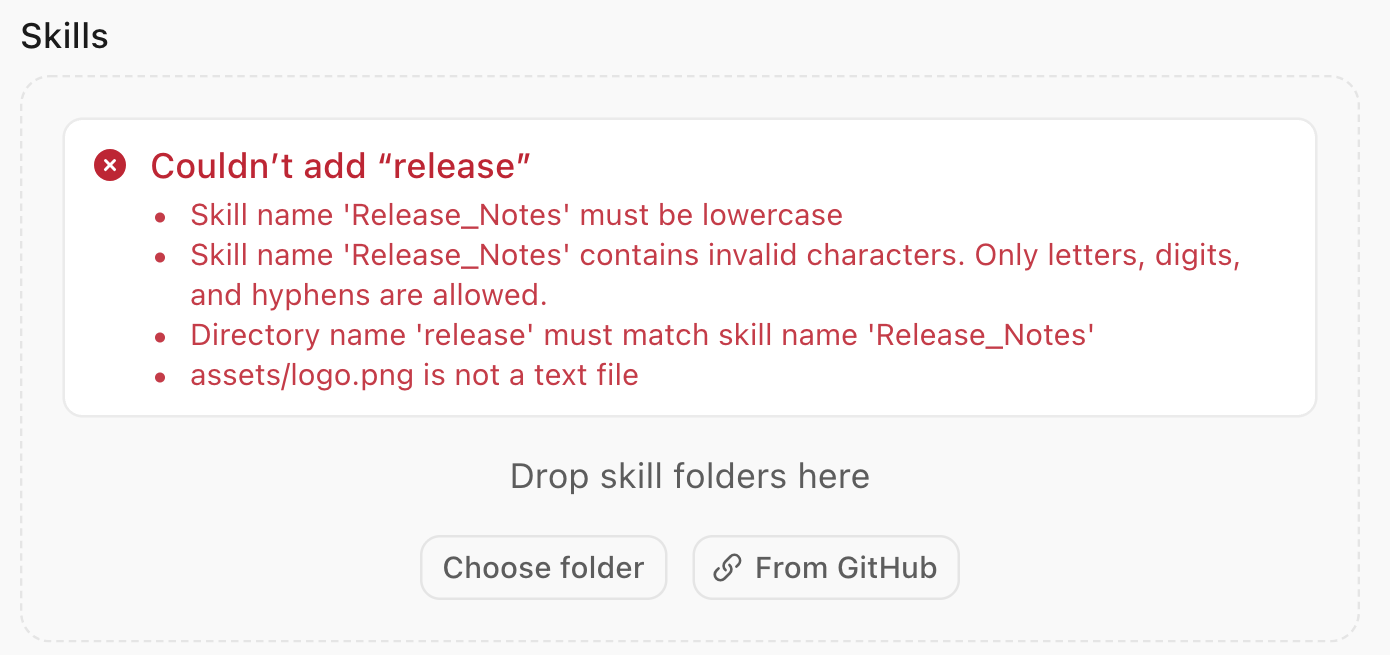 Skills
Couldn’t add “release”
• Skill name 'Release_Notes' must be lowercase
• Skill name 'Release_Notes' contains invalid characters. Only letters, digits,
and hyphens are allowed.
• Directory name 'release' must match skill name 'Release_Notes'
• assets/logo.png is not a text file
Drop skill folders here
Choose folder
From GitHub